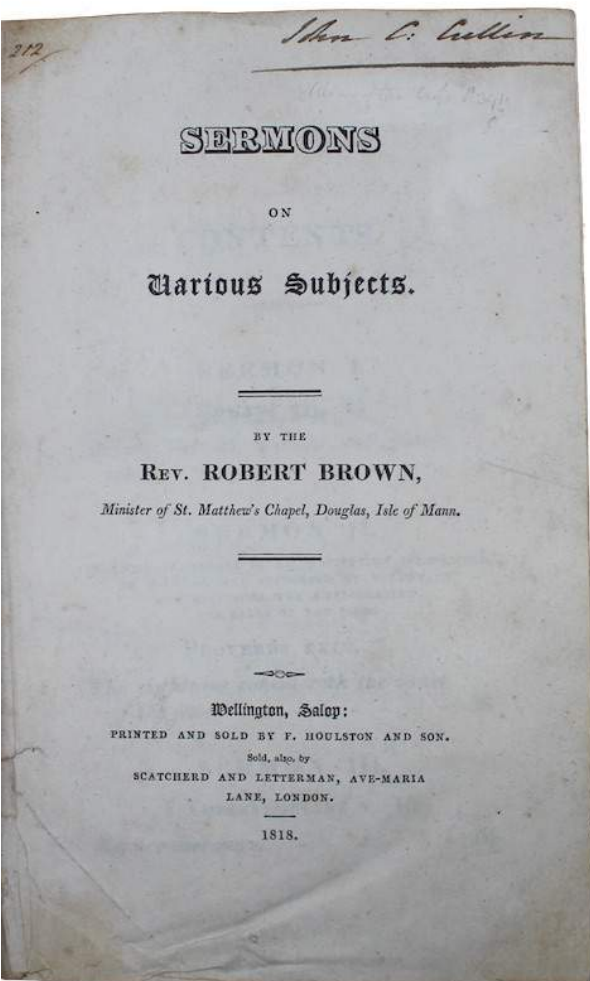 212
John C: Cullin
SERMONS
ON
Various Subjects.
BY THE
REV. ROBERT BROWN,
Minister of St. Matthew's Chapel, Douglas, Isle of Mann.
Wellington, Salop:
PRINTED AND SOLD BY F. HOULSTON AND SON.
Sold, also, by
SCATCHERD AND LETTERMAN, AVE-MARIA
LANE, LONDON.
1818.